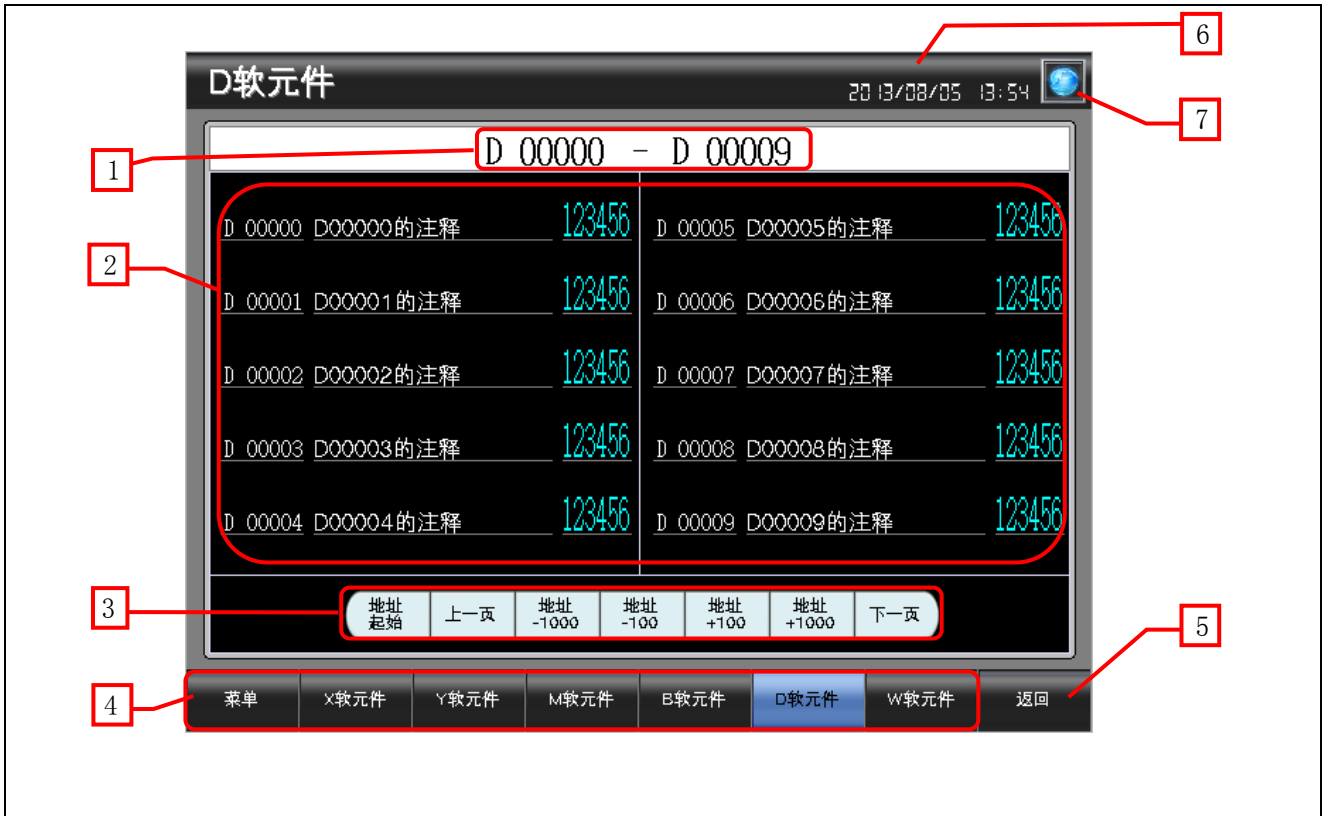 6
D软元件
2013/08/05 13:54
7
D 00000 - D 00009
1
D 00000 D00000的注释 123456 D 00005 D00005的注释 123456
2
D 00001 D00001的注释 123456 D 00006 D00006的注释 123456
D 00002 D00002的注释 123456 D 00007 D00007的注释 123456
D 00003 D00003的注释 123456 D 00008 D00008的注释 123456
D 00004 D00004的注释 123456 D 00009 D00009的注释 123456
3
地址 起始 上一页 地址 -1000 地址 -100 地址 +100 地址 +1000 下一页
5
4
菜单 X软元件 Y软元件 M软元件 B软元件 D软元件 W软元件 返回